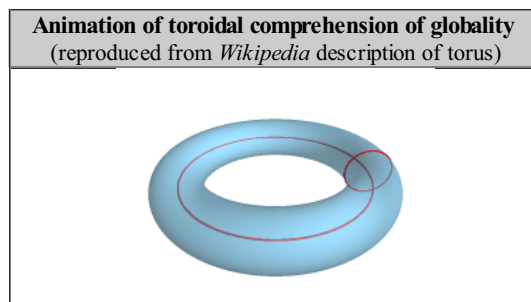 Animation of toroidal comprehension of globality
(reproduced from Wikipedia description of torus)